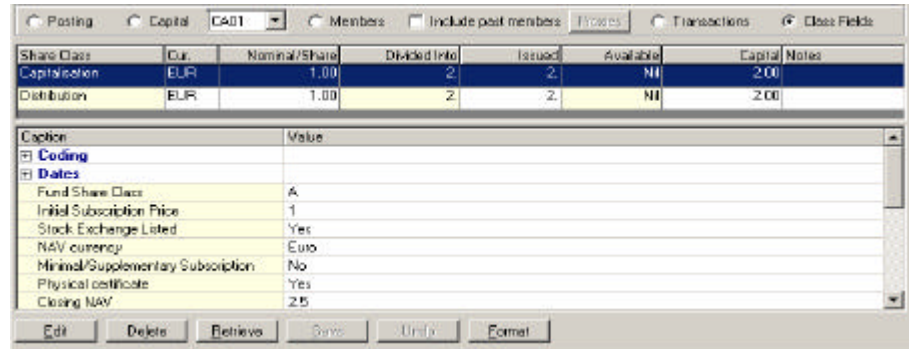 Posting Capital CA01 Members Include past members Proxies Transactions Class Fields
Share Class Cur. Nominal/Share Divided Into Issued Available Capital Notes
Capitalisation EUR 1.00 2. 2. Nil 2.00
Distribution EUR 1.00 2. 2. Nil 2.00
Caption Value
Coding
Dates
Fund Share Class A
Initial Subscription Price 1
Stock Exchange Listed Yes
NAV currency Euro
Minimal/Supplementary Subscription No
Physical certificate Yes
Closing NAV 2.5
Edit Delete Retrieve Save Undo Format